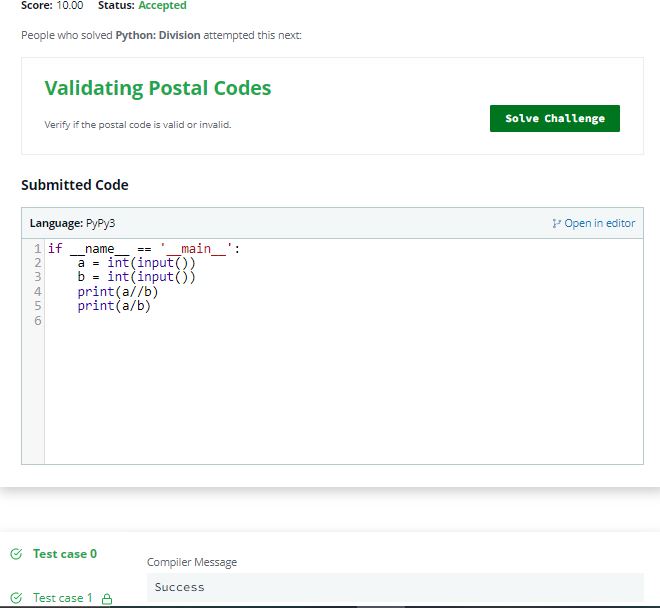 Score: 10.00 Status: Accepted
People who solved Python: Division attempted this next:
Validating Postal Codes
Verify if the postal code is valid or invalid.
Solve Challenge
Submitted Code
Language: PyPy3
Open in editor
1 if __name__ == '__main__':
2     a = int(input())
3     b = int(input())
4     print(a//b)
5     print(a/b)
6
Test case 0
Compiler Message
Success
Test case 1